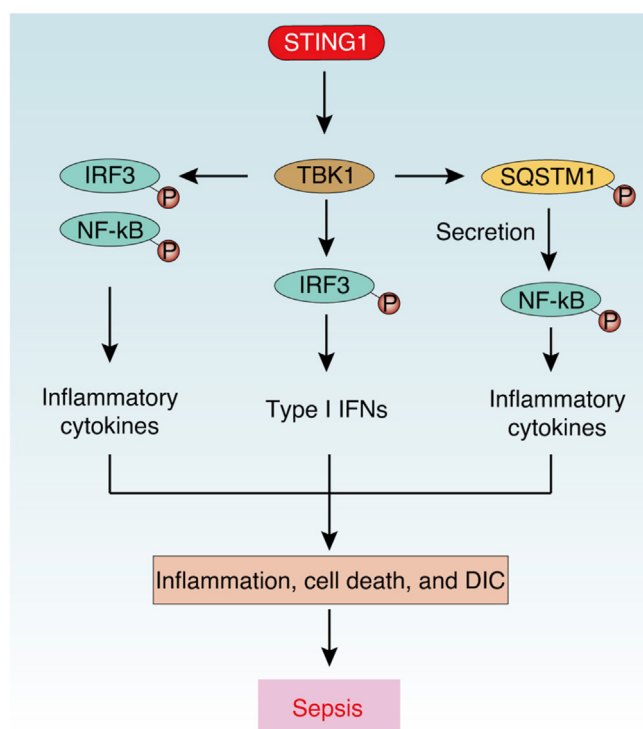 STING1
IRF3
P
TBK1
SQSTM1
P
NF-kB
P
Secretion
IRF3
P
NF-kB
P
Inflammatory
cytokines
Type I IFNs
Inflammatory
cytokines
Inflammation, cell death, and DIC
Sepsis